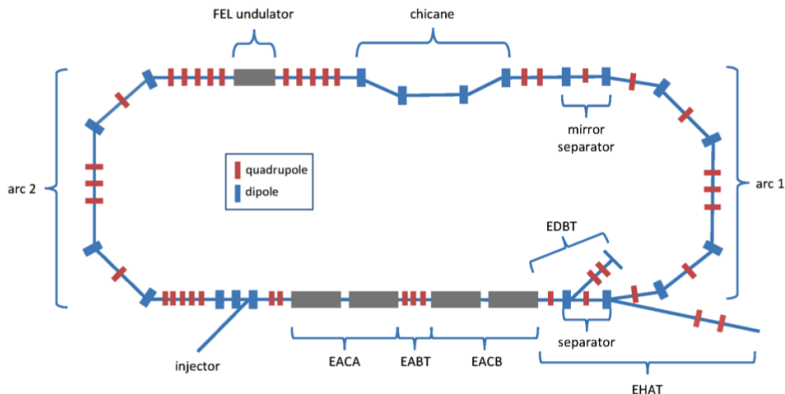 FEL undulator
chicane
mirror
separator
arc 2
quadrupole
dipole
arc 1
EDBT
separator
injector
EACA
EABT
EACB
EHAT